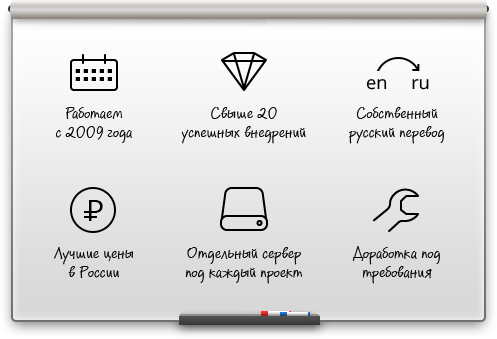 Работаем
с 2009 года
Свыше 20
успешных внедрений
en ru
Собственный
русский перевод
₽
Лучшие цены
в России
Отдельный сервер
под каждый проект
Доработка под
требования